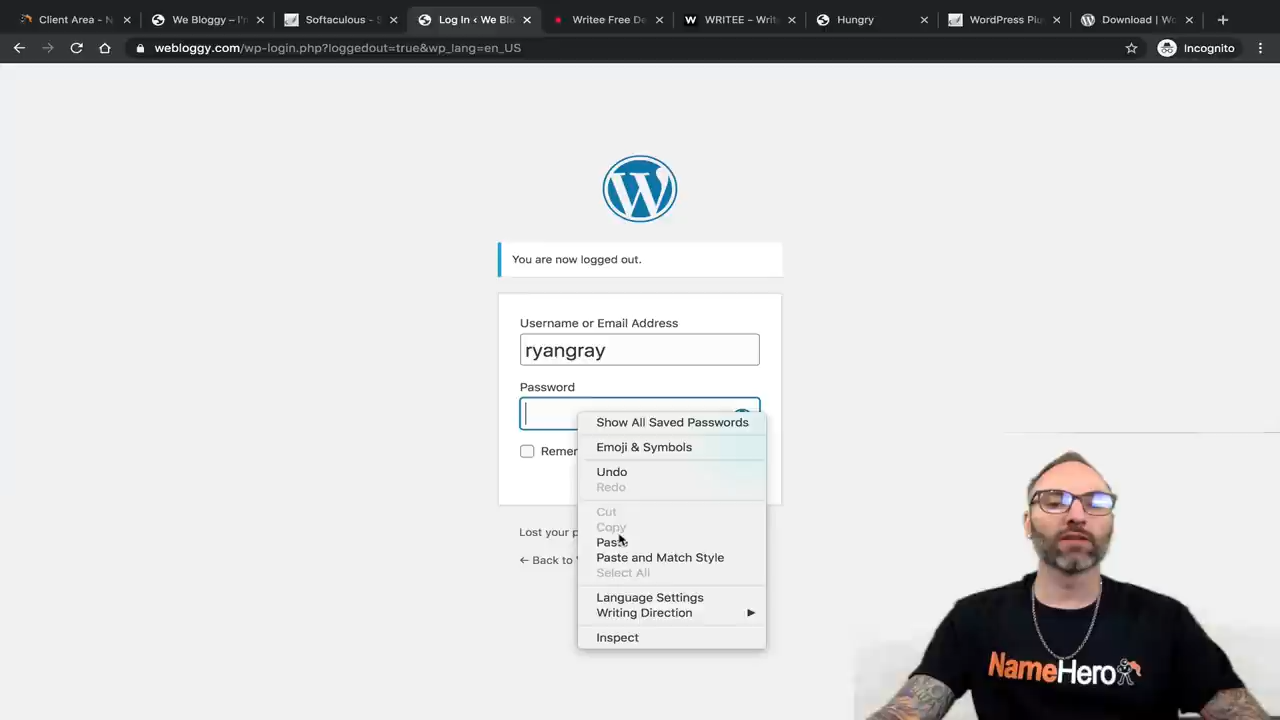 Client Area - N
We Bloggy – I'm
Softaculous - S
Log In ‹ We Blo
Writee Free De
WRITEE – Write
Hungry
WordPress Plu
Download | Wo
webloggy.com/wp-login.php?loggedout=true&wp_lang=en_US
Incognito
You are now logged out.
Username or Email Address
ryangray
Password
Show All Saved Passwords
Emoji & Symbols
Remem
Undo
Redo
Cut
Copy
Lost your p
Paste
Paste and Match Style
← Back to
Select All
Language Settings
Writing Direction
Inspect
NameHero